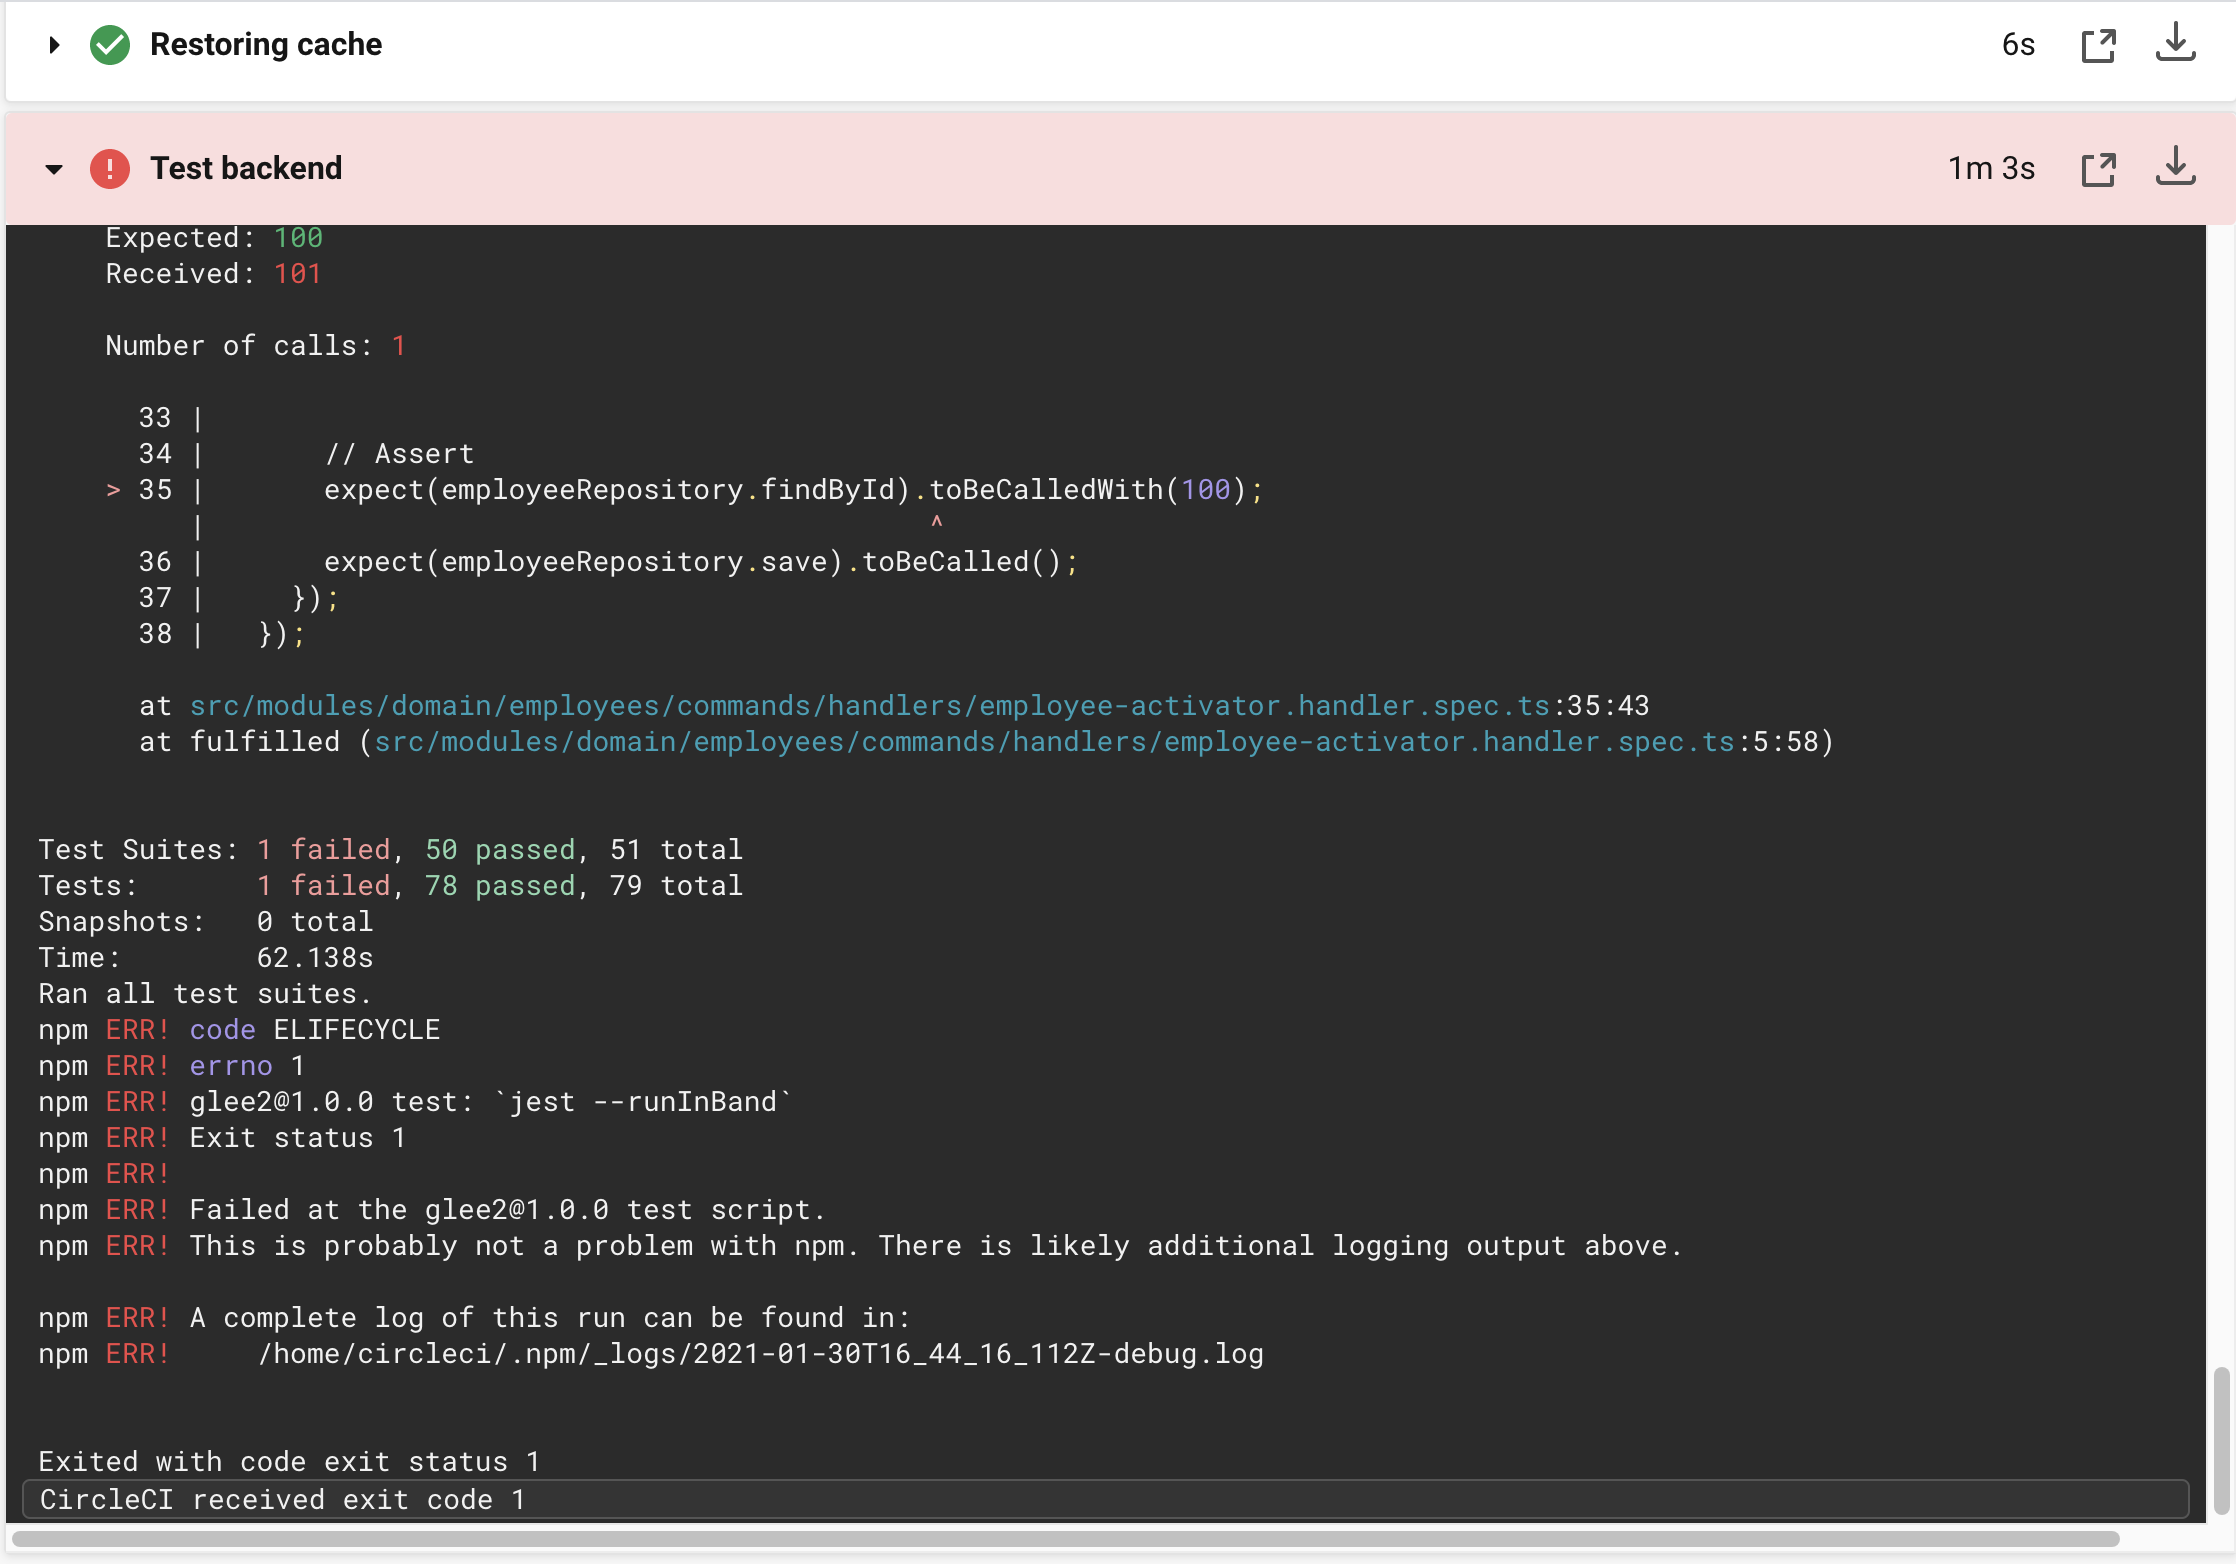 Restoring cache 6s
! Test backend 1m 3s
Expected: 100
Received: 101
Number of calls: 1
33 |
34 |       // Assert
> 35 |       expect(employeeRepository.findById).toBeCalledWith(100);
|                                           ^
36 |       expect(employeeRepository.save).toBeCalled();
37 |     });
38 |   });
at src/modules/domain/employees/commands/handlers/employee-activator.handler.spec.ts:35:43
at fulfilled (src/modules/domain/employees/commands/handlers/employee-activator.handler.spec.ts:5:58)
Test Suites: 1 failed, 50 passed, 51 total
Tests:       1 failed, 78 passed, 79 total
Snapshots:   0 total
Time:        62.138s
Ran all test suites.
npm ERR! code ELIFECYCLE
npm ERR! errno 1
npm ERR! glee2@1.0.0 test: `jest --runInBand`
npm ERR! Exit status 1
npm ERR!
npm ERR! Failed at the glee2@1.0.0 test script.
npm ERR! This is probably not a problem with npm. There is likely additional logging output above.
npm ERR! A complete log of this run can be found in:
npm ERR!     /home/circleci/.npm/_logs/2021-01-30T16_44_16_112Z-debug.log
Exited with code exit status 1
CircleCI received exit code 1